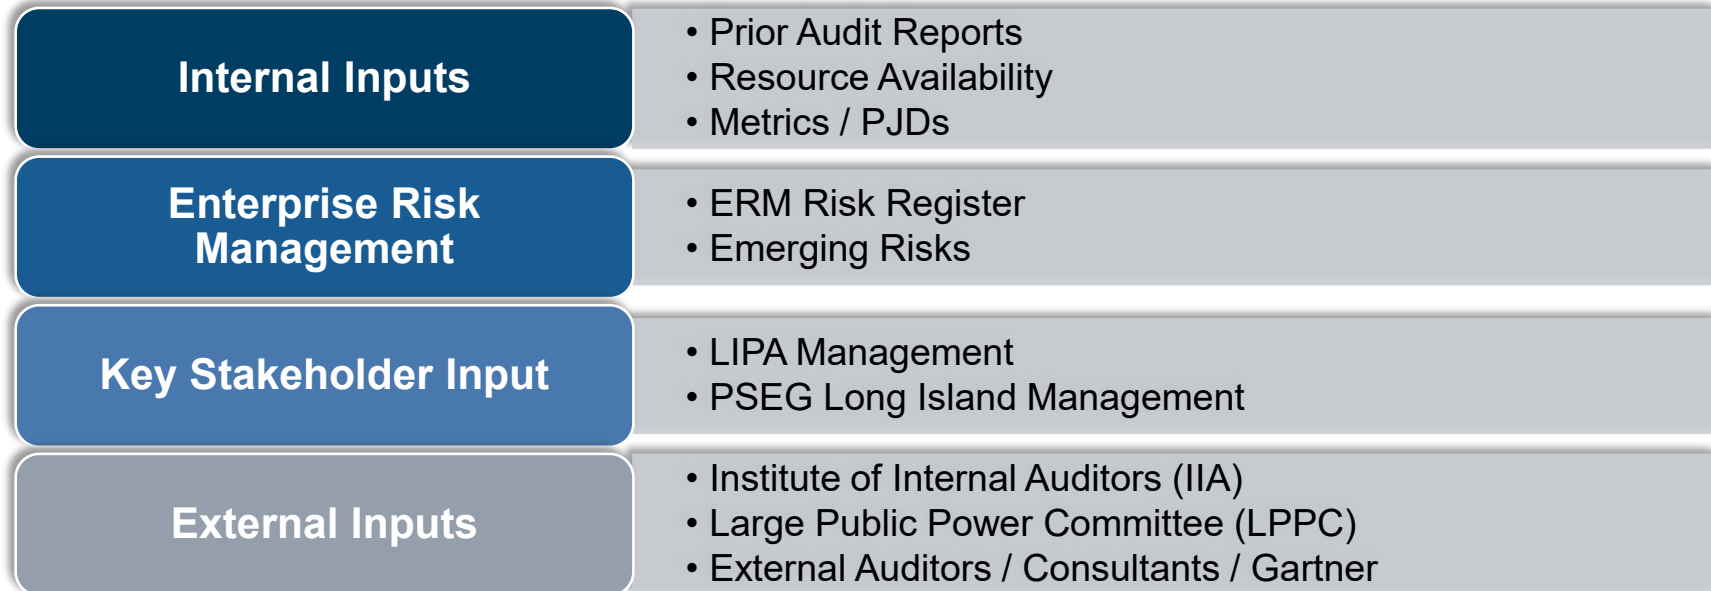 Internal Inputs
• Prior Audit Reports
• Resource Availability
• Metrics / PJDs
Enterprise Risk
Management
• ERM Risk Register
• Emerging Risks
Key Stakeholder Input
• LIPA Management
• PSEG Long Island Management
External Inputs
• Institute of Internal Auditors (IIA)
• Large Public Power Committee (LPPC)
• External Auditors / Consultants / Gartner